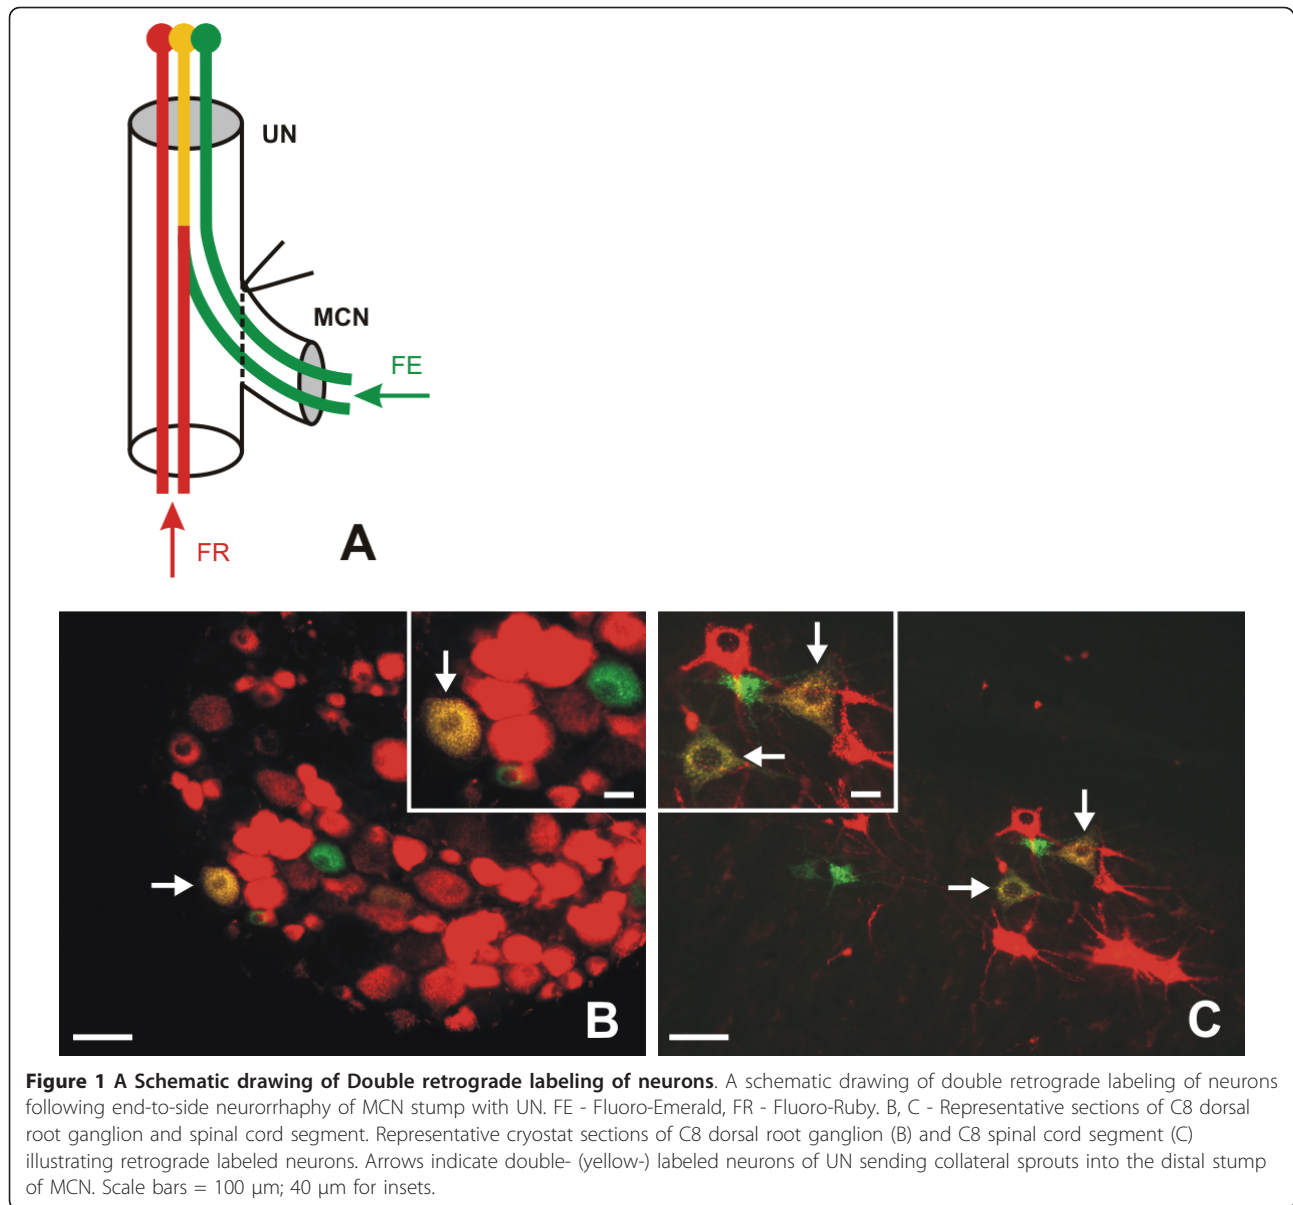 UN
MCN
FE
FR
A
B
C
Figure 1 A Schematic drawing of Double retrograde labeling of neurons. A schematic drawing of double retrograde labeling of neurons
following end-to-side neurorrhaphy of MCN stump with UN. FE - Fluoro-Emerald, FR - Fluoro-Ruby. B, C - Representative sections of C8 dorsal
root ganglion and spinal cord segment. Representative cryostat sections of C8 dorsal root ganglion (B) and C8 spinal cord segment (C)
illustrating retrograde labeled neurons. Arrows indicate double- (yellow-) labeled neurons of UN sending collateral sprouts into the distal stump
of MCN. Scale bars = 100 μm; 40 μm for insets.